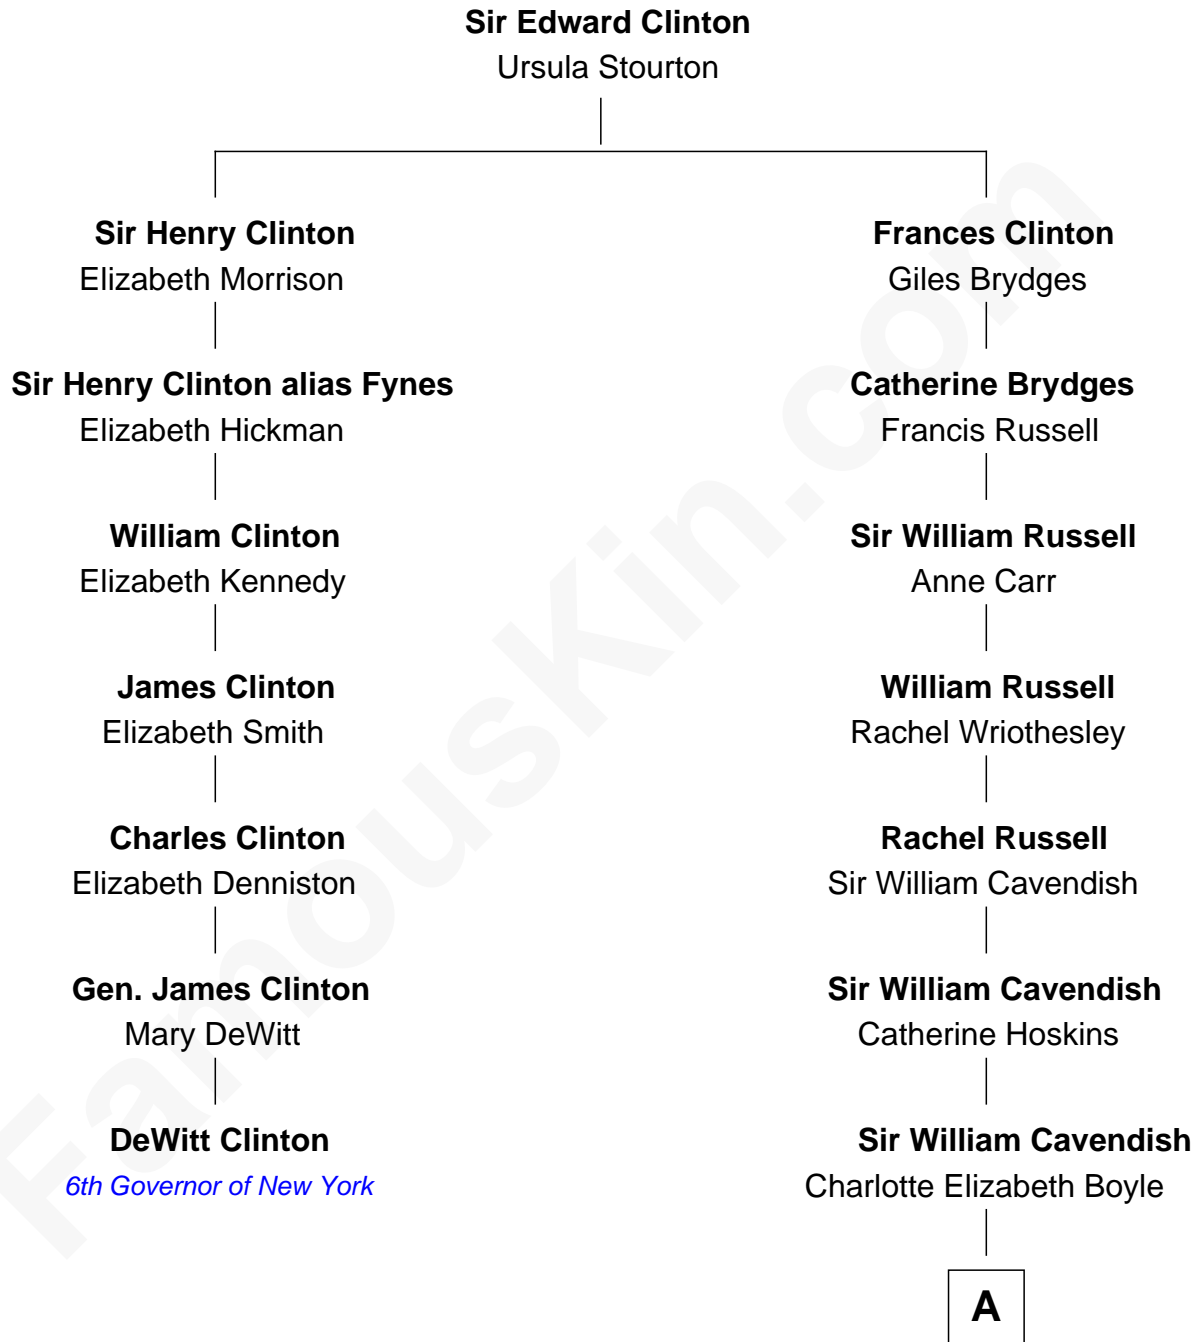 Sir Edward Clinton
Ursula Stourton
Sir Henry Clinton
Elizabeth Morrison
Sir Henry Clinton alias Fynes
Elizabeth Hickman
William Clinton
Elizabeth Kennedy
James Clinton
Elizabeth Smith
Charles Clinton
Elizabeth Denniston
Gen. James Clinton
Mary DeWitt
DeWitt Clinton
6th Governor of New York
Frances Clinton
Giles Brydges
Catherine Brydges
Francis Russell
Sir William Russell
Anne Carr
William Russell
Rachel Wriothesley
Rachel Russell
Sir William Cavendish
Sir William Cavendish
Catherine Hoskins
Sir William Cavendish
Charlotte Elizabeth Boyle
A
FamousKin.com